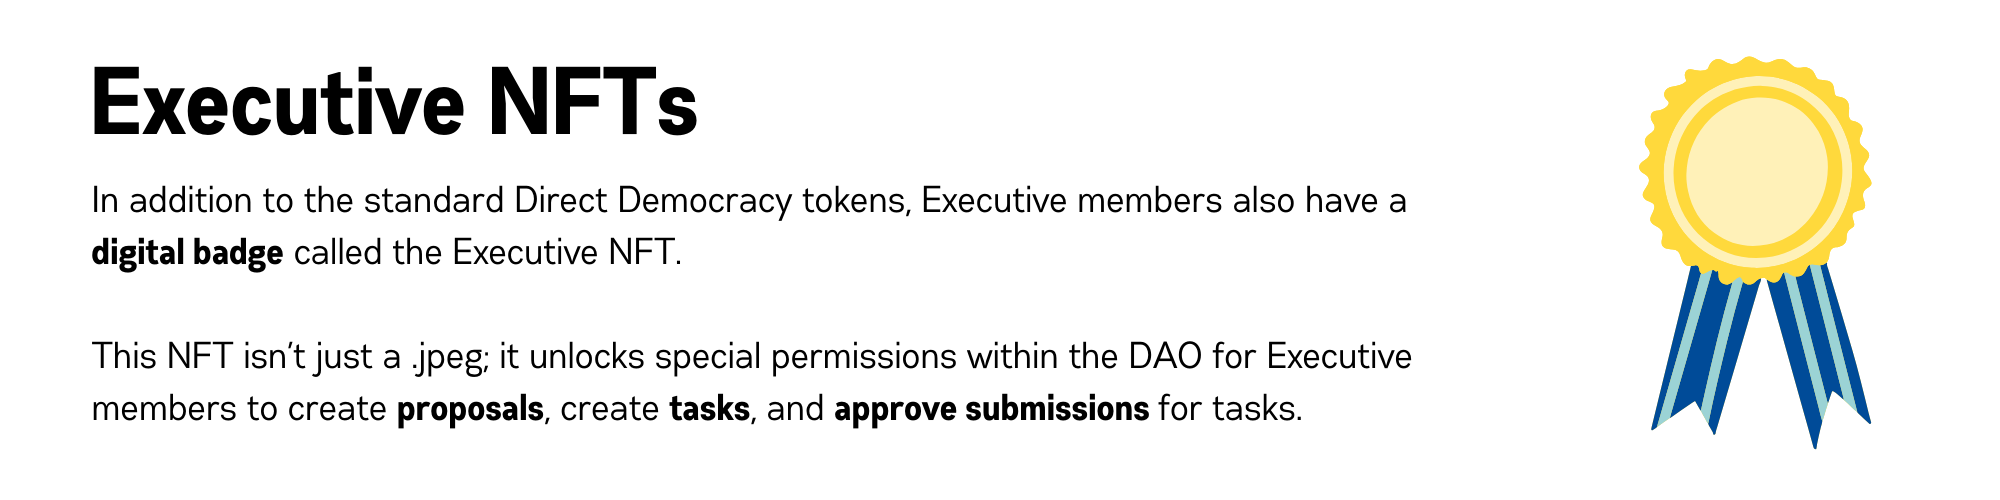 Executive NFTs
In addition to the standard Direct Democracy tokens, Executive members also have a
digital badge called the Executive NFT.
This NFT isn’t just a .jpeg; it unlocks special permissions within the DAO for Executive
members to create proposals, create tasks, and approve submissions for tasks.